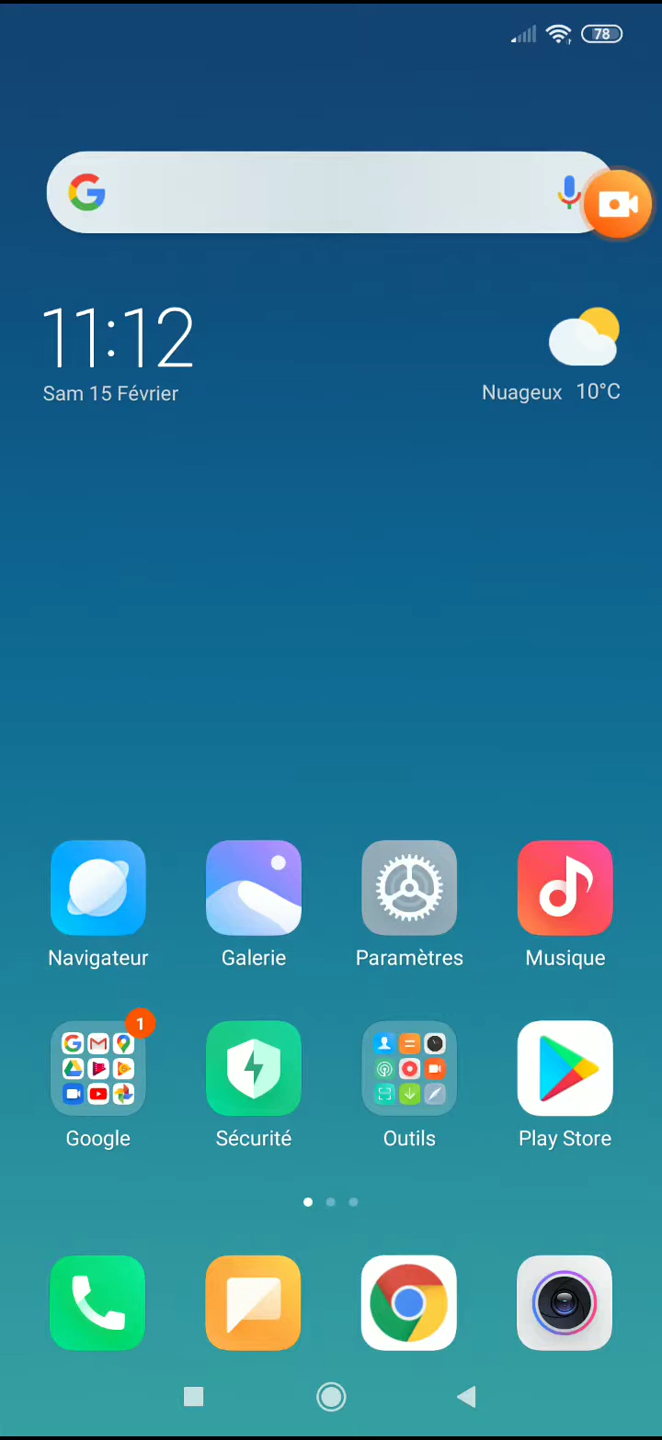 78
11:12
Sam 15 Février
Nuageux 10°C
Navigateur Galerie Paramètres Musique
1
Google Sécurité Outils Play Store